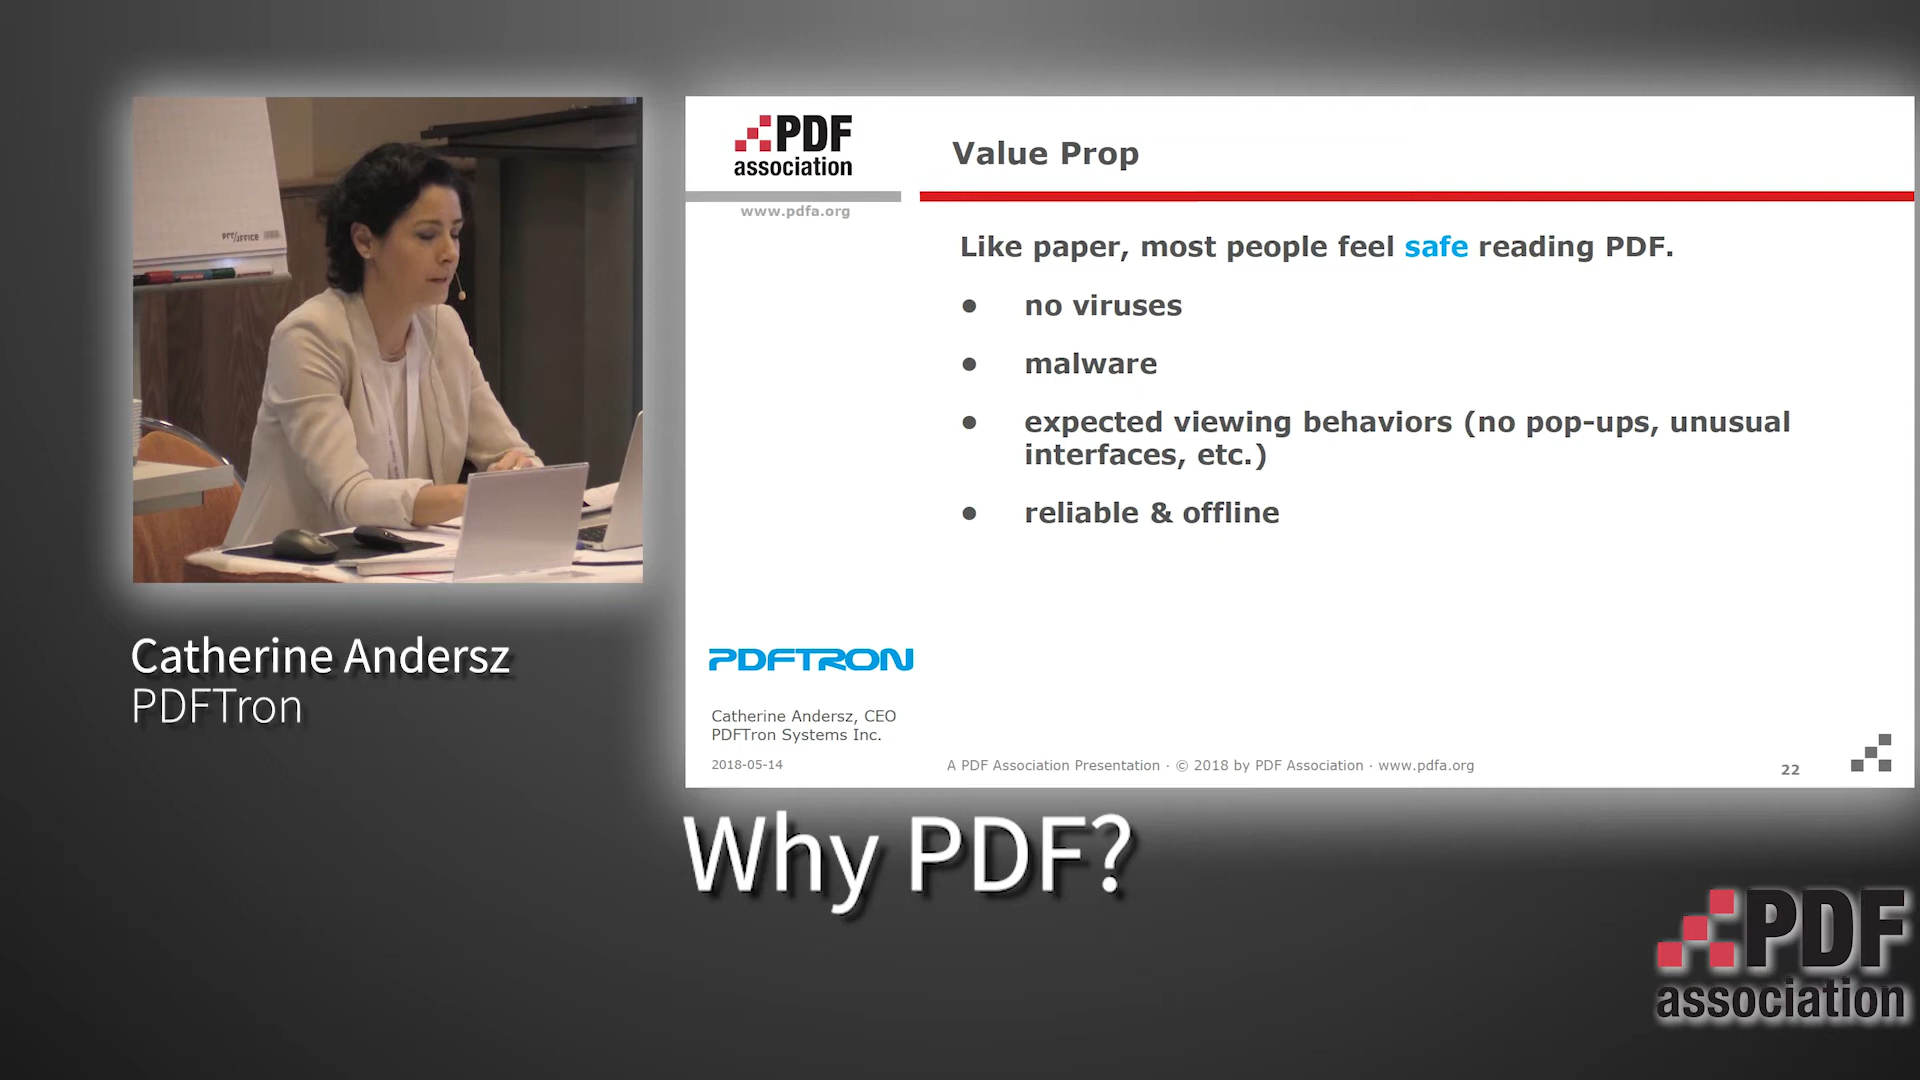 PDF
association
www.pdfa.org
Value Prop
Like paper, most people feel safe reading PDF.
● no viruses
● malware
● expected viewing behaviors (no pop-ups, unusual
interfaces, etc.)
● reliable & offline
PDFTRON
Catherine Andersz, CEO
PDFTron Systems Inc.
2018-05-14
A PDF Association Presentation · © 2018 by PDF Association · www.pdfa.org
22
Catherine Andersz
PDFTron
Why PDF?
PDF
association